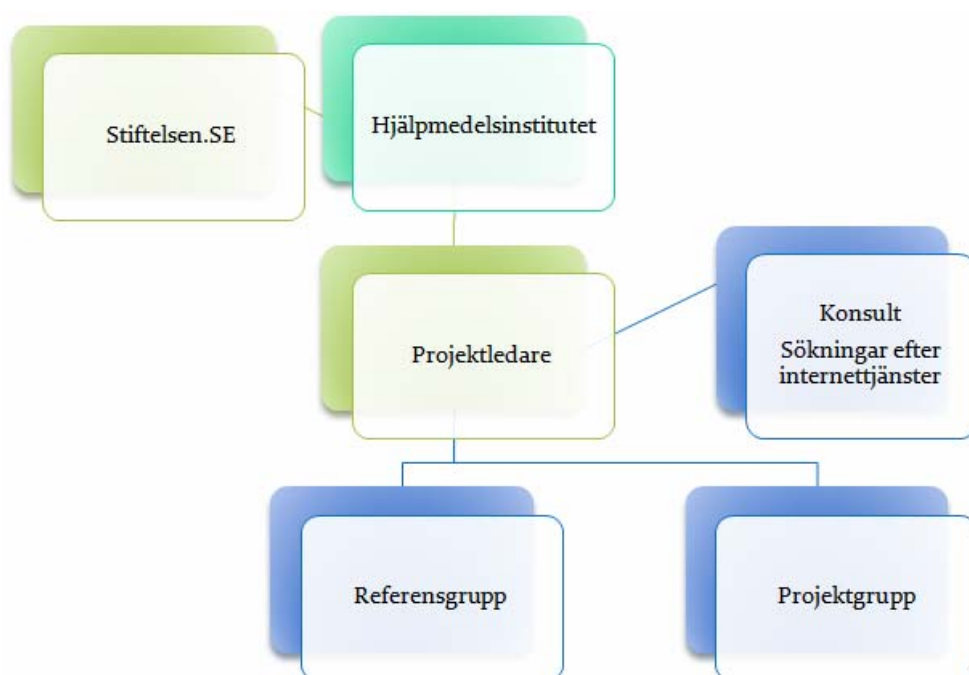 Stiftelsen.SE
Hjälpmedelsinstitutet
Projektledare
Konsult
Sökningar efter
internettjänster
Referensgrupp
Projektgrupp